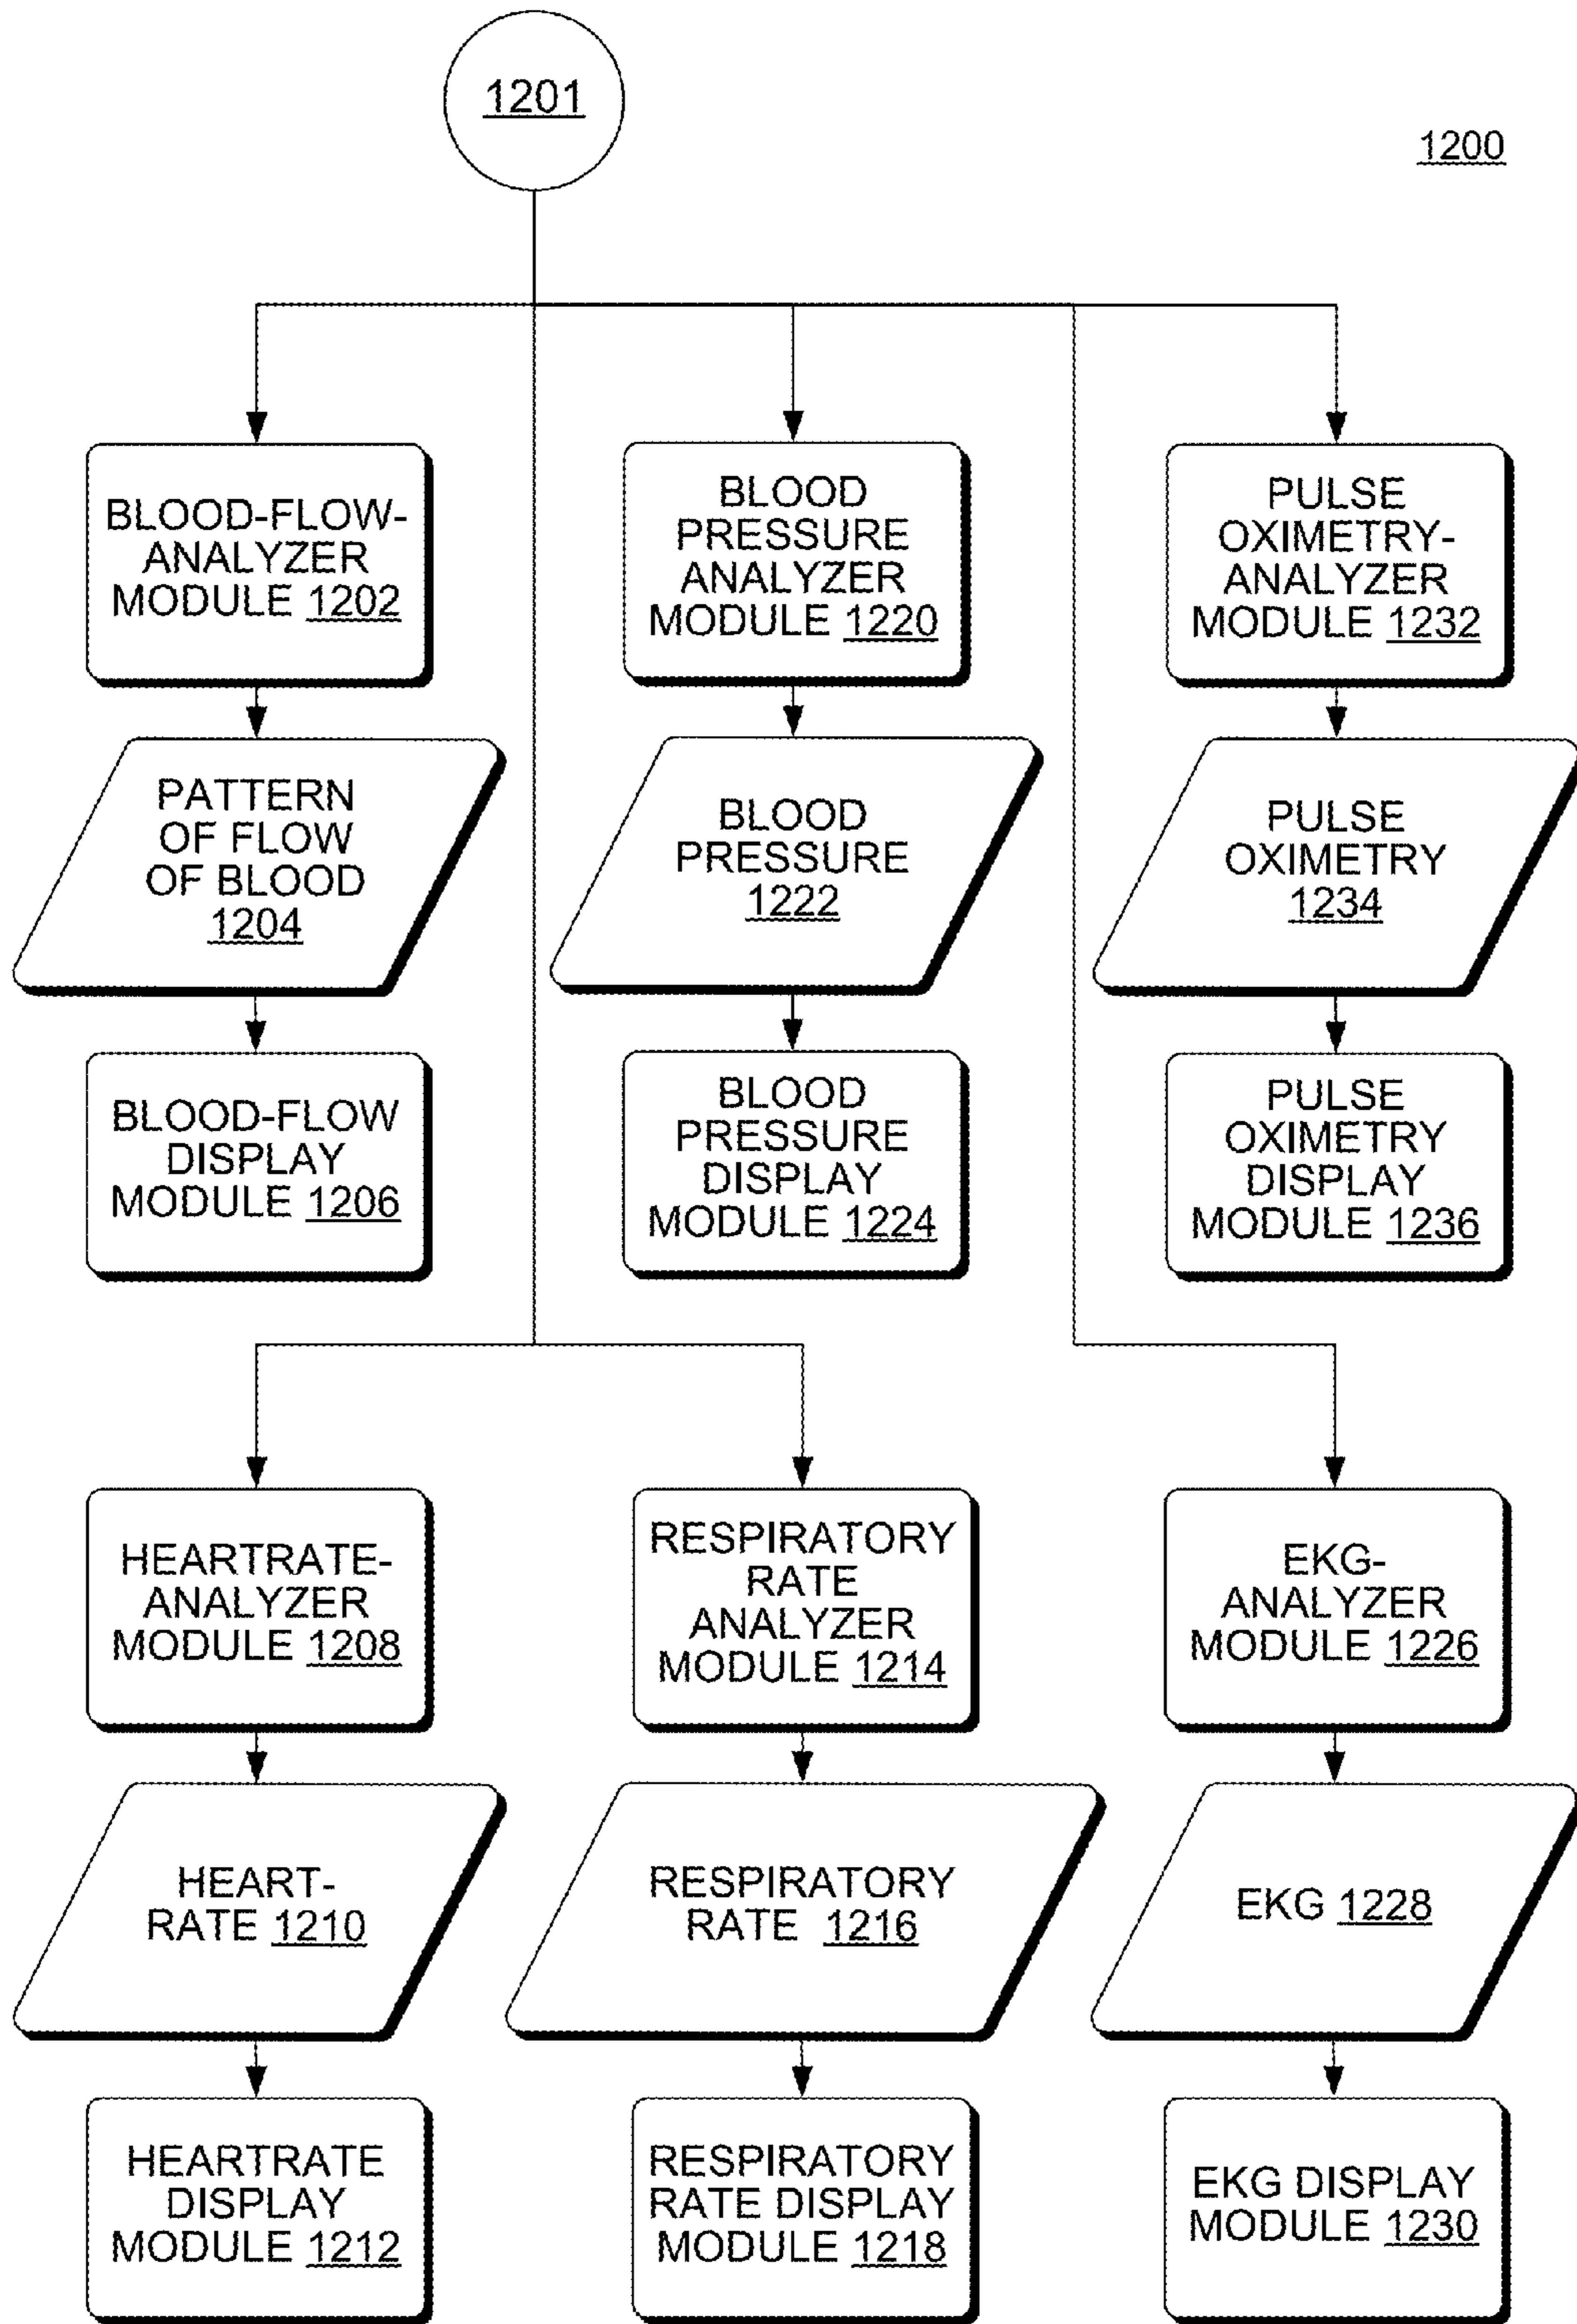 1201
1200
BLOOD-FLOW-
ANALYZER
MODULE 1202
BLOOD
PRESSURE
ANALYZER
MODULE 1220
PULSE
OXIMETRY-
ANALYZER
MODULE 1232
PATTERN
OF FLOW
OF BLOOD
1204
BLOOD
PRESSURE
1222
PULSE
OXIMETRY
1234
BLOOD-FLOW
DISPLAY
MODULE 1206
BLOOD
PRESSURE
DISPLAY
MODULE 1224
PULSE
OXIMETRY
DISPLAY
MODULE 1236
HEARTRATE-
ANALYZER
MODULE 1208
RESPIRATORY
RATE
ANALYZER
MODULE 1214
EKG-
ANALYZER
MODULE 1226
HEART-
RATE 1210
RESPIRATORY
RATE 1216
EKG 1228
HEARTRATE
DISPLAY
MODULE 1212
RESPIRATORY
RATE DISPLAY
MODULE 1218
EKG DISPLAY
MODULE 1230